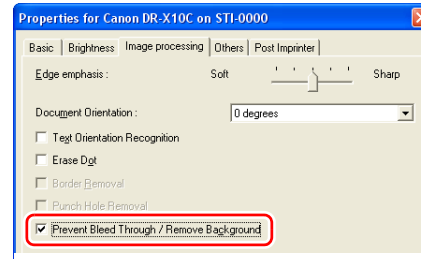 Properties for Canon DR-X10C on STI-0000
Basic Brightness Image processing Others Post Imprinter
Edge emphasis : Soft Sharp
Document Orientation : 0 degrees
Text Orientation Recognition
Erase Dot
Border Removal
Punch Hole Removal
Prevent Bleed Through / Remove Background